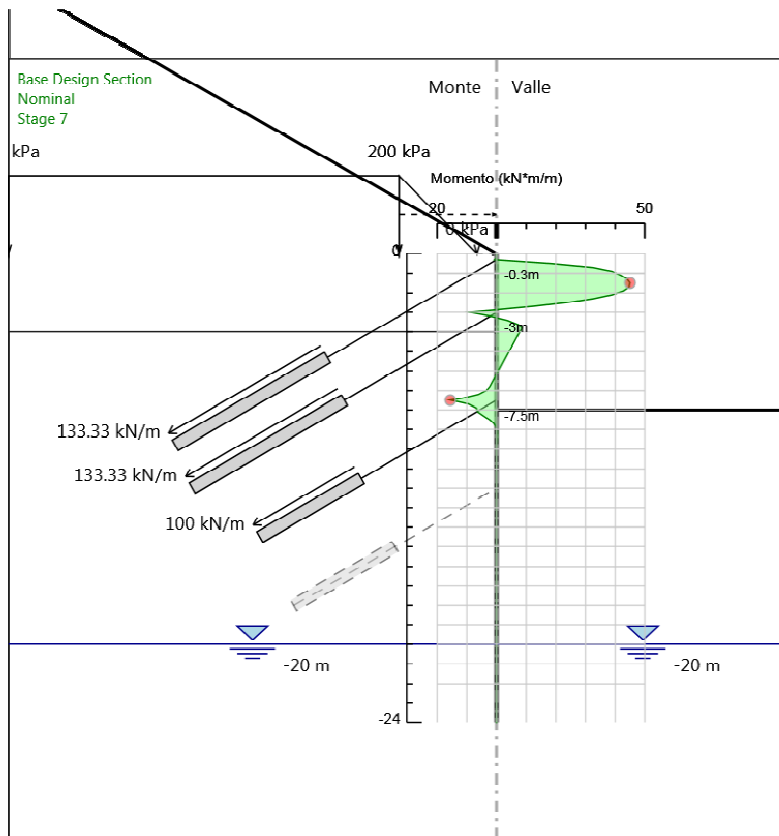 Base Design Section
Nominal
Stage 7
Monte
Valle
kPa
200 kPa
Momento (kN*m/m)
20
50
0 kPa
0
-0.3m
-3m
133.33 kN/m
-7.5m
133.33 kN/m
100 kN/m
-20 m
-20 m
-24